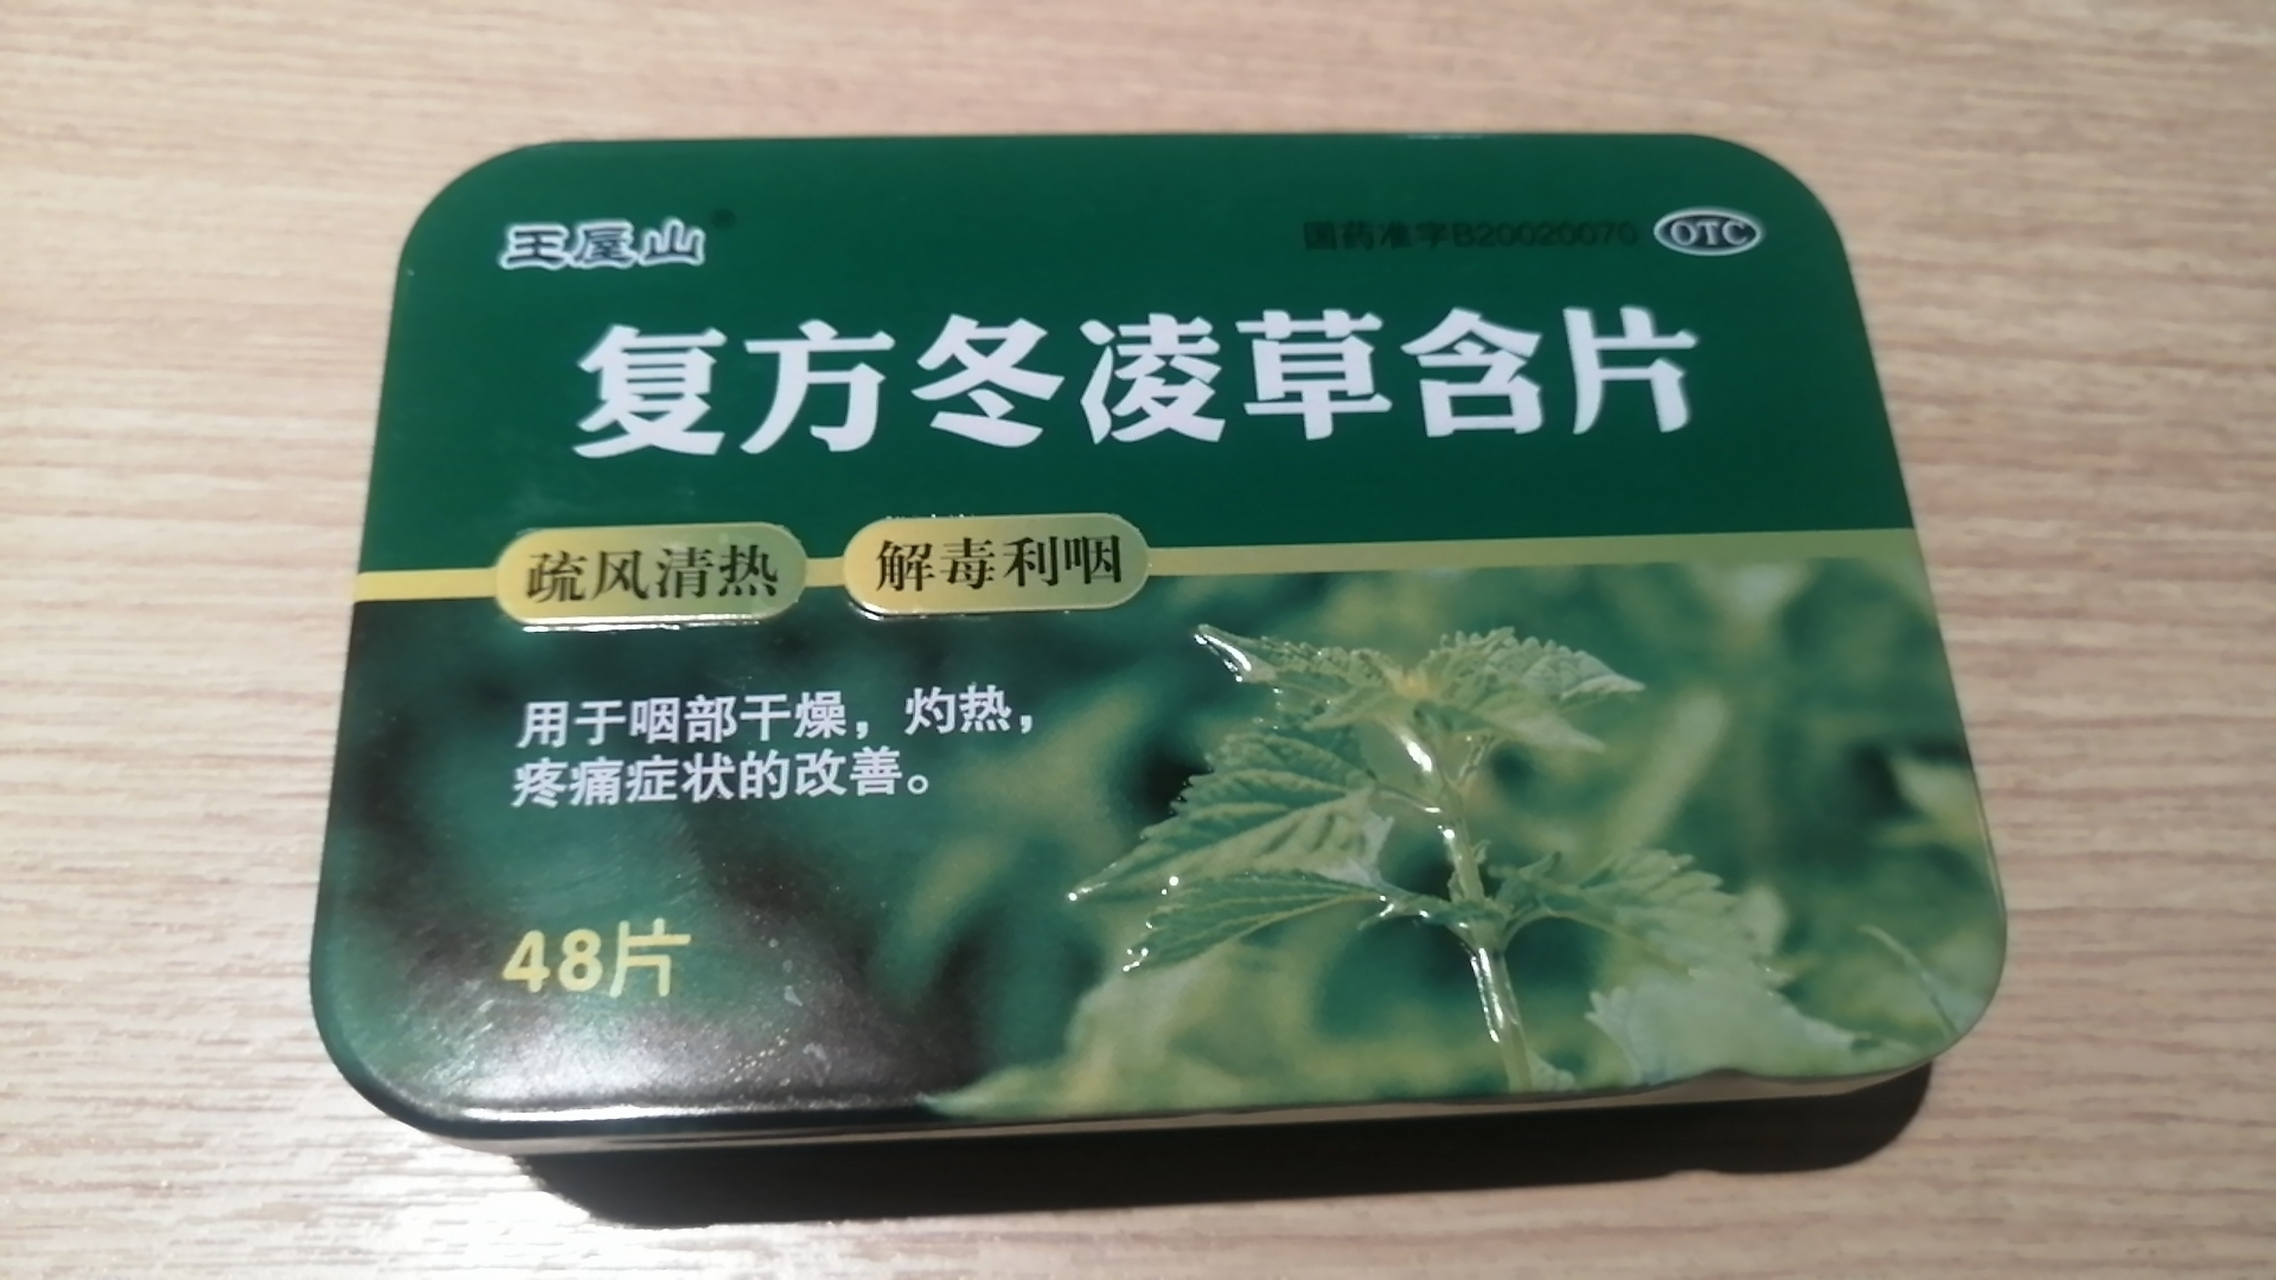 王屋山®
国药准字B20020070 OTC
复方冬凌草含片
疏风清热 解毒利咽
用于咽部干燥，灼热，
疼痛症状的改善。
48片